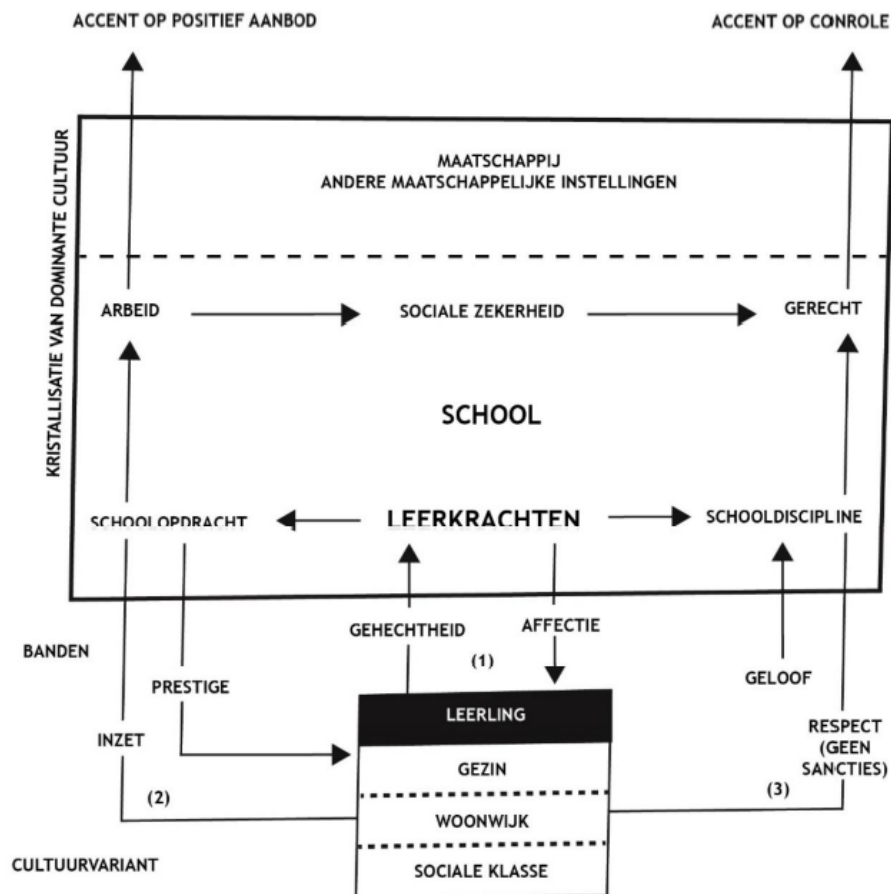 ACCENT OP POSITIEF AANBOD
ACCENT OP CONROLE
KRISTALLISATIE VAN DOMINANTE CULTUUR
MAATSCHAPPIJ
ANDERE MAATSCHAPPELIJKE INSTELLINGEN
ARBEID
SOCIALE ZEKERHEID
GERECHT
SCHOOL
SCHOOLOPDRACHT
LEERKRACHTEN
SCHOOLDISCIPLINE
GEHECHTHEID
AFFECTIE
BANDEN
(1)
GELOOF
PRESTIGE
LEERLING
INZET
RESPECT
(GEEN
SANCTIES)
GEZIN
(2)
(3)
WOONWIJK
CULTUURVARIANT
SOCIALE KLASSE